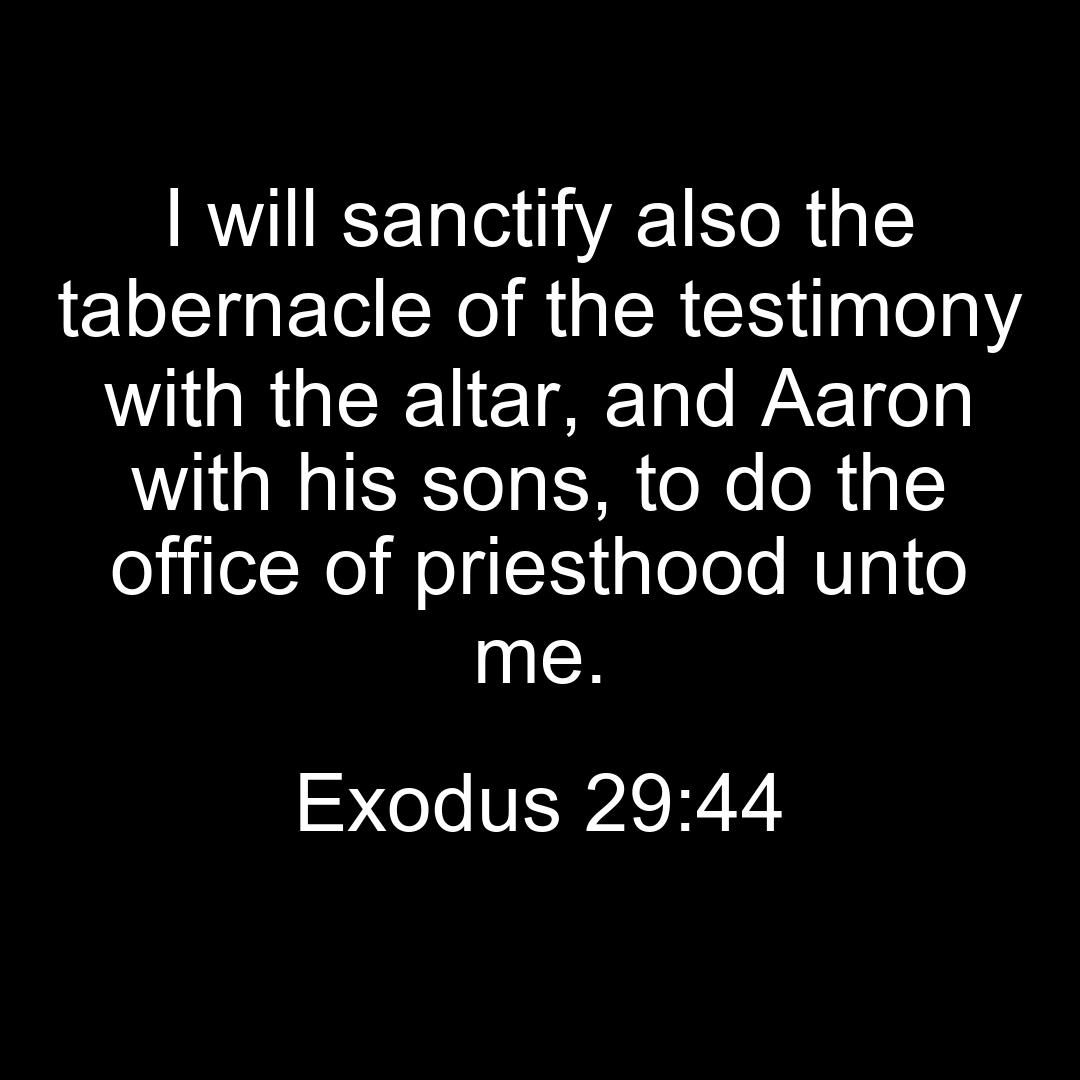 I will sanctify also the
tabernacle of the testimony
with the altar, and Aaron
with his sons, to do the
office of priesthood unto
me.
Exodus 29:44